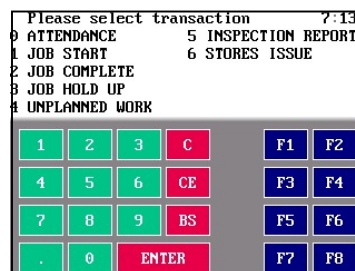 Please select transaction 7:13
0 ATTENDANCE 5 INSPECTION REPORT
1 JOB START 6 STORES ISSUE
2 JOB COMPLETE
3 JOB HOLD UP
4 UNPLANNED WORK
1 2 3 C F1 F2
4 5 6 CE F3 F4
7 8 9 BS F5 F6
. 0 ENTER F7 F8